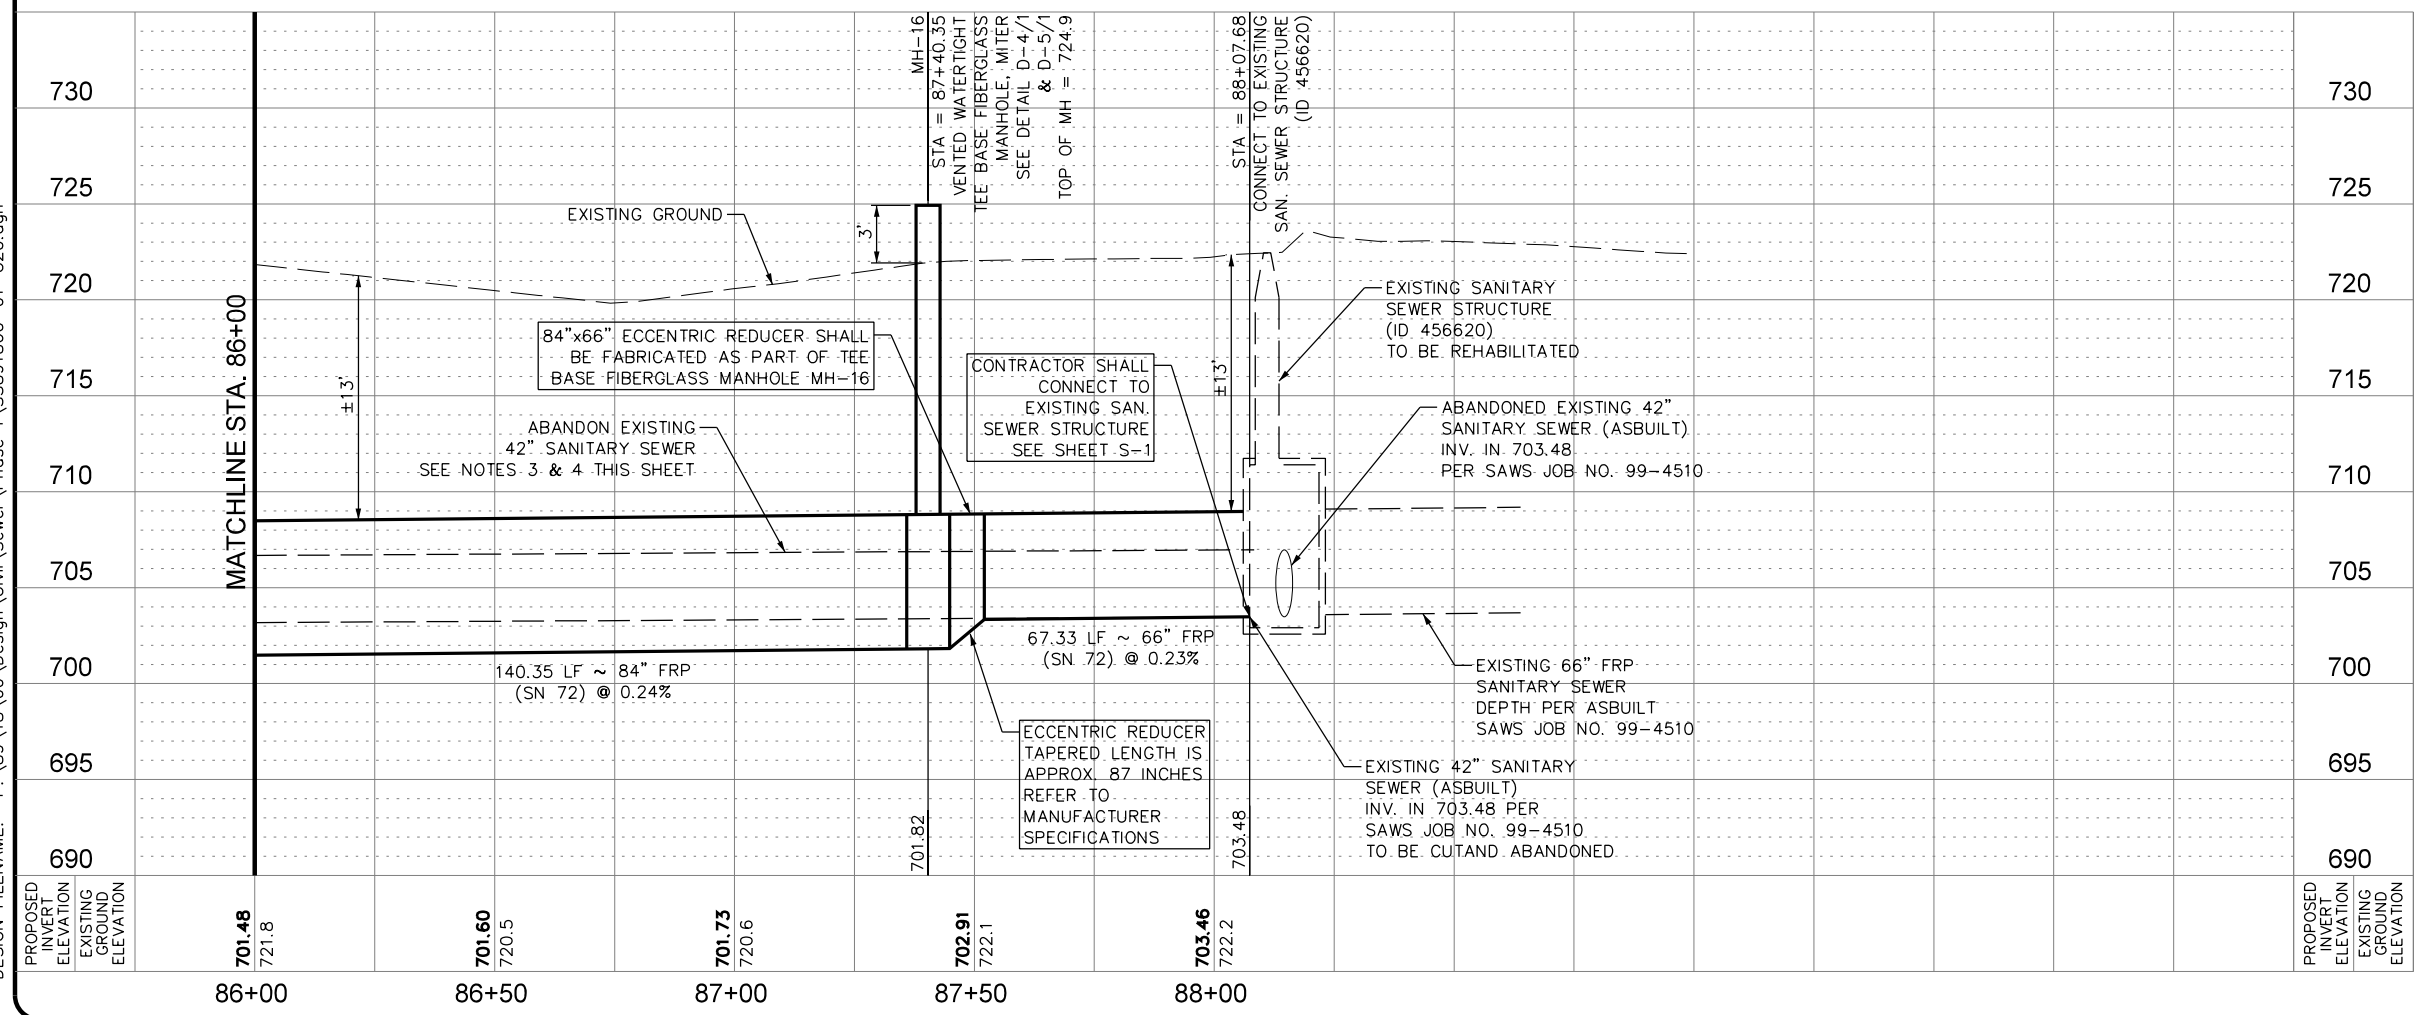 730
725
720
715
710
705
700
695
690
730
725
720
715
710
705
700
695
690
MATCHLINE STA. 86+00
MH-16
STA = 87+40.35
VENTED WATERTIGHT
TEE BASE FIBERGLASS
MANHOLE, MITER
SEE DETAIL D-4/1
& D-5/1
TOP OF MH = 724.9
STA = 88+07.68
CONNECT TO EXISTING
SAN. SEWER STRUCTURE
(ID 456620)
EXISTING GROUND
3'
±13'
±13'
84"x66" ECCENTRIC REDUCER SHALL
BE FABRICATED AS PART OF TEE
BASE FIBERGLASS MANHOLE MH-16
ABANDON EXISTING
42" SANITARY SEWER
SEE NOTES 3 & 4 THIS SHEET
CONTRACTOR SHALL
CONNECT TO
EXISTING SAN.
SEWER STRUCTURE
SEE SHEET S-1
EXISTING SANITARY
SEWER STRUCTURE
(ID 456620)
TO BE REHABILITATED
ABANDONED EXISTING 42"
SANITARY SEWER (ASBUILT)
INV. IN 703.48
PER SAWS JOB NO. 99-4510
140.35 LF ~ 84" FRP
(SN 72) @ 0.24%
67.33 LF ~ 66" FRP
(SN 72) @ 0.23%
EXISTING 66" FRP
SANITARY SEWER
DEPTH PER ASBUILT
SAWS JOB NO. 99-4510
ECCENTRIC REDUCER
TAPERED LENGTH IS
APPROX. 87 INCHES
REFER TO
MANUFACTURER
SPECIFICATIONS
EXISTING 42" SANITARY
SEWER (ASBUILT)
INV. IN 703.48 PER
SAWS JOB NO. 99-4510
TO BE CUTAND ABANDONED
701.82
703.48
PROPOSED
INVERT
ELEVATION
EXISTING
GROUND
ELEVATION
701.48
721.8
701.60
720.5
701.73
720.6
702.91
722.1
703.46
722.2
PROPOSED
INVERT
ELEVATION
EXISTING
GROUND
ELEVATION
86+00
86+50
87+00
87+50
88+00